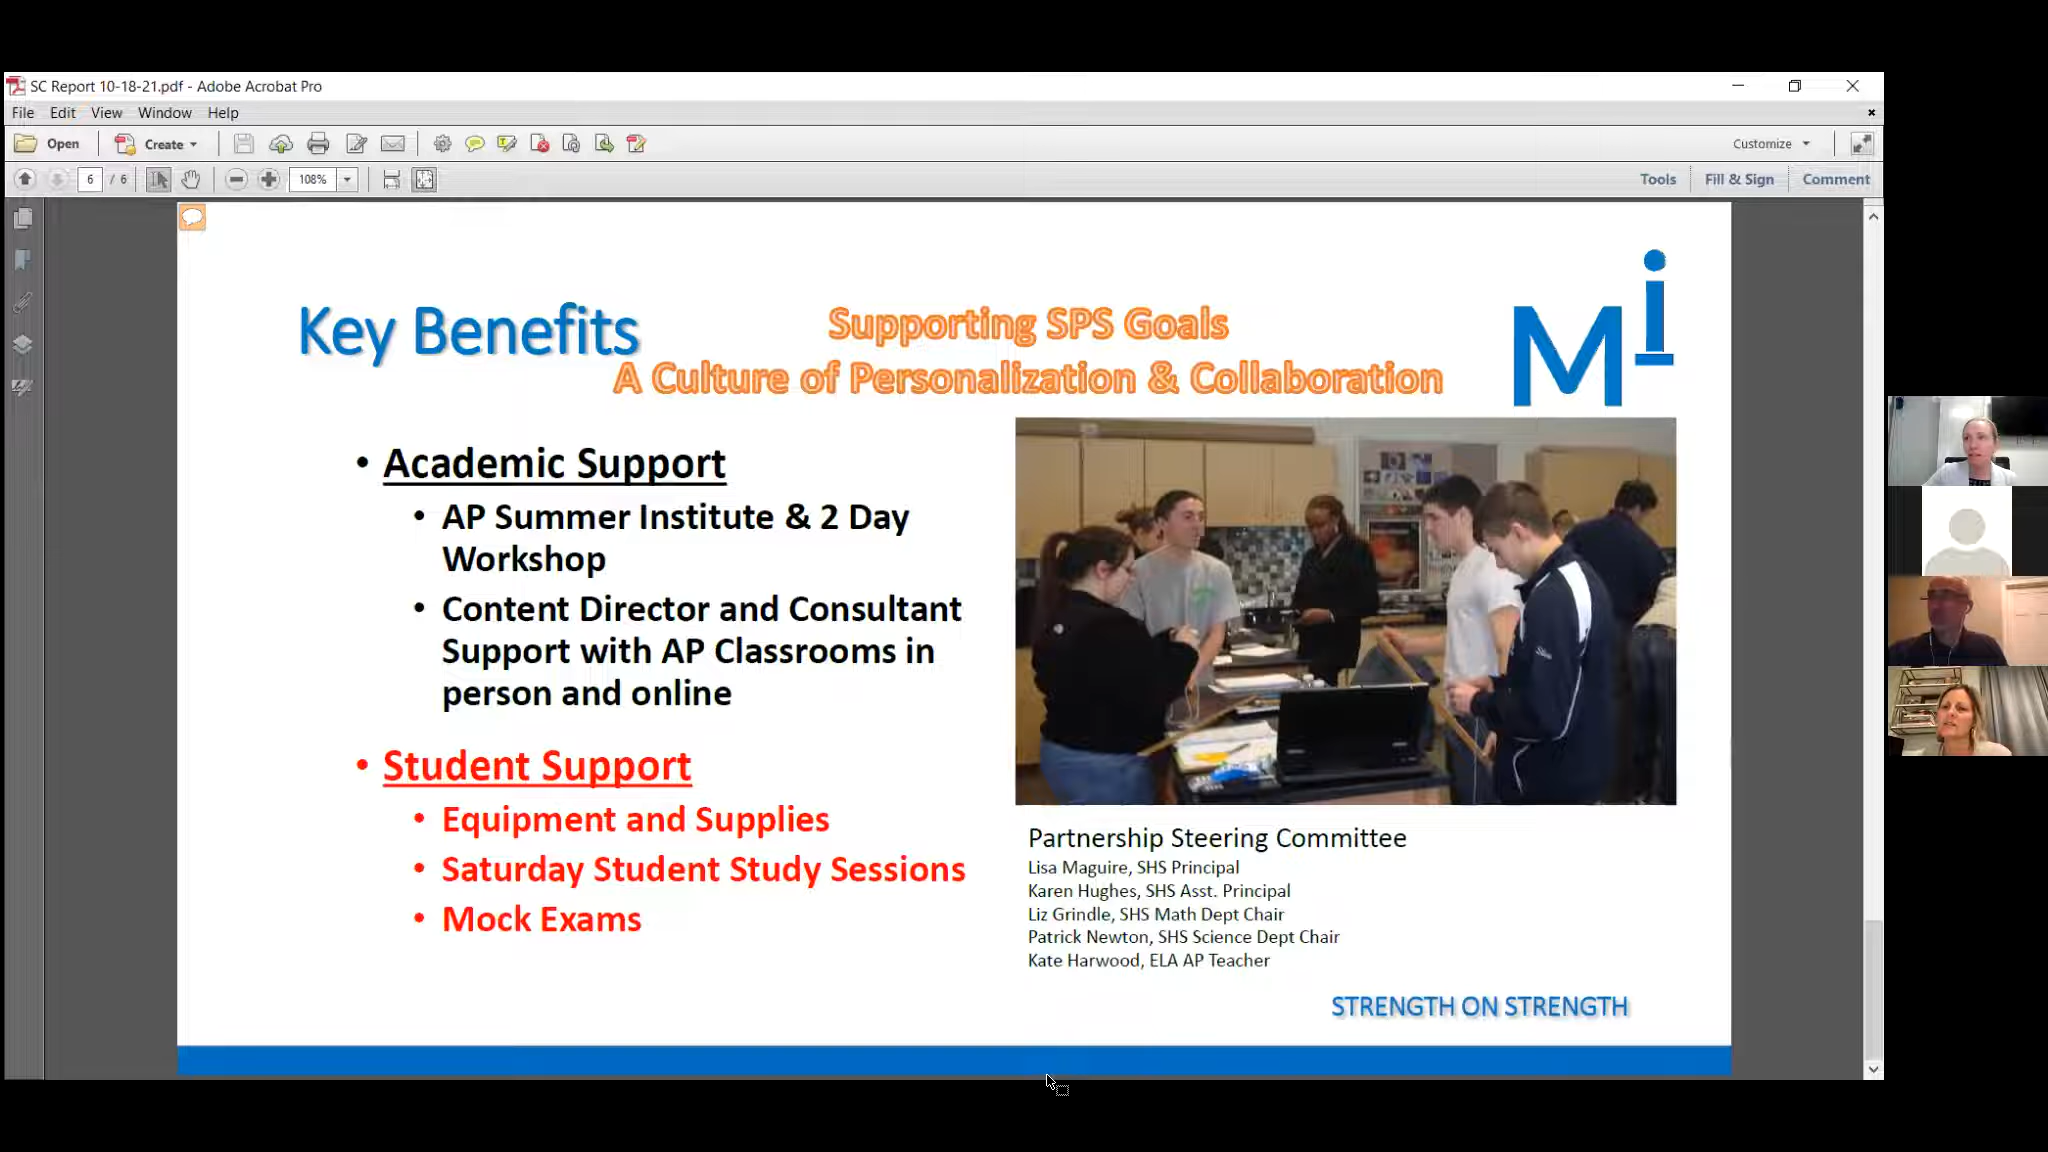 SC Report 10-18-21.pdf - Adobe Acrobat Pro
File Edit View Window Help
Open Create Customize
6 / 6 108% Tools Fill & Sign Comment
Key Benefits
Supporting SPS Goals
A Culture of Personalization & Collaboration
Mi
• Academic Support
• AP Summer Institute & 2 Day
Workshop
• Content Director and Consultant
Support with AP Classrooms in
person and online
• Student Support
• Equipment and Supplies
• Saturday Student Study Sessions
• Mock Exams
Partnership Steering Committee
Lisa Maguire, SHS Principal
Karen Hughes, SHS Asst. Principal
Liz Grindle, SHS Math Dept Chair
Patrick Newton, SHS Science Dept Chair
Kate Harwood, ELA AP Teacher
STRENGTH ON STRENGTH